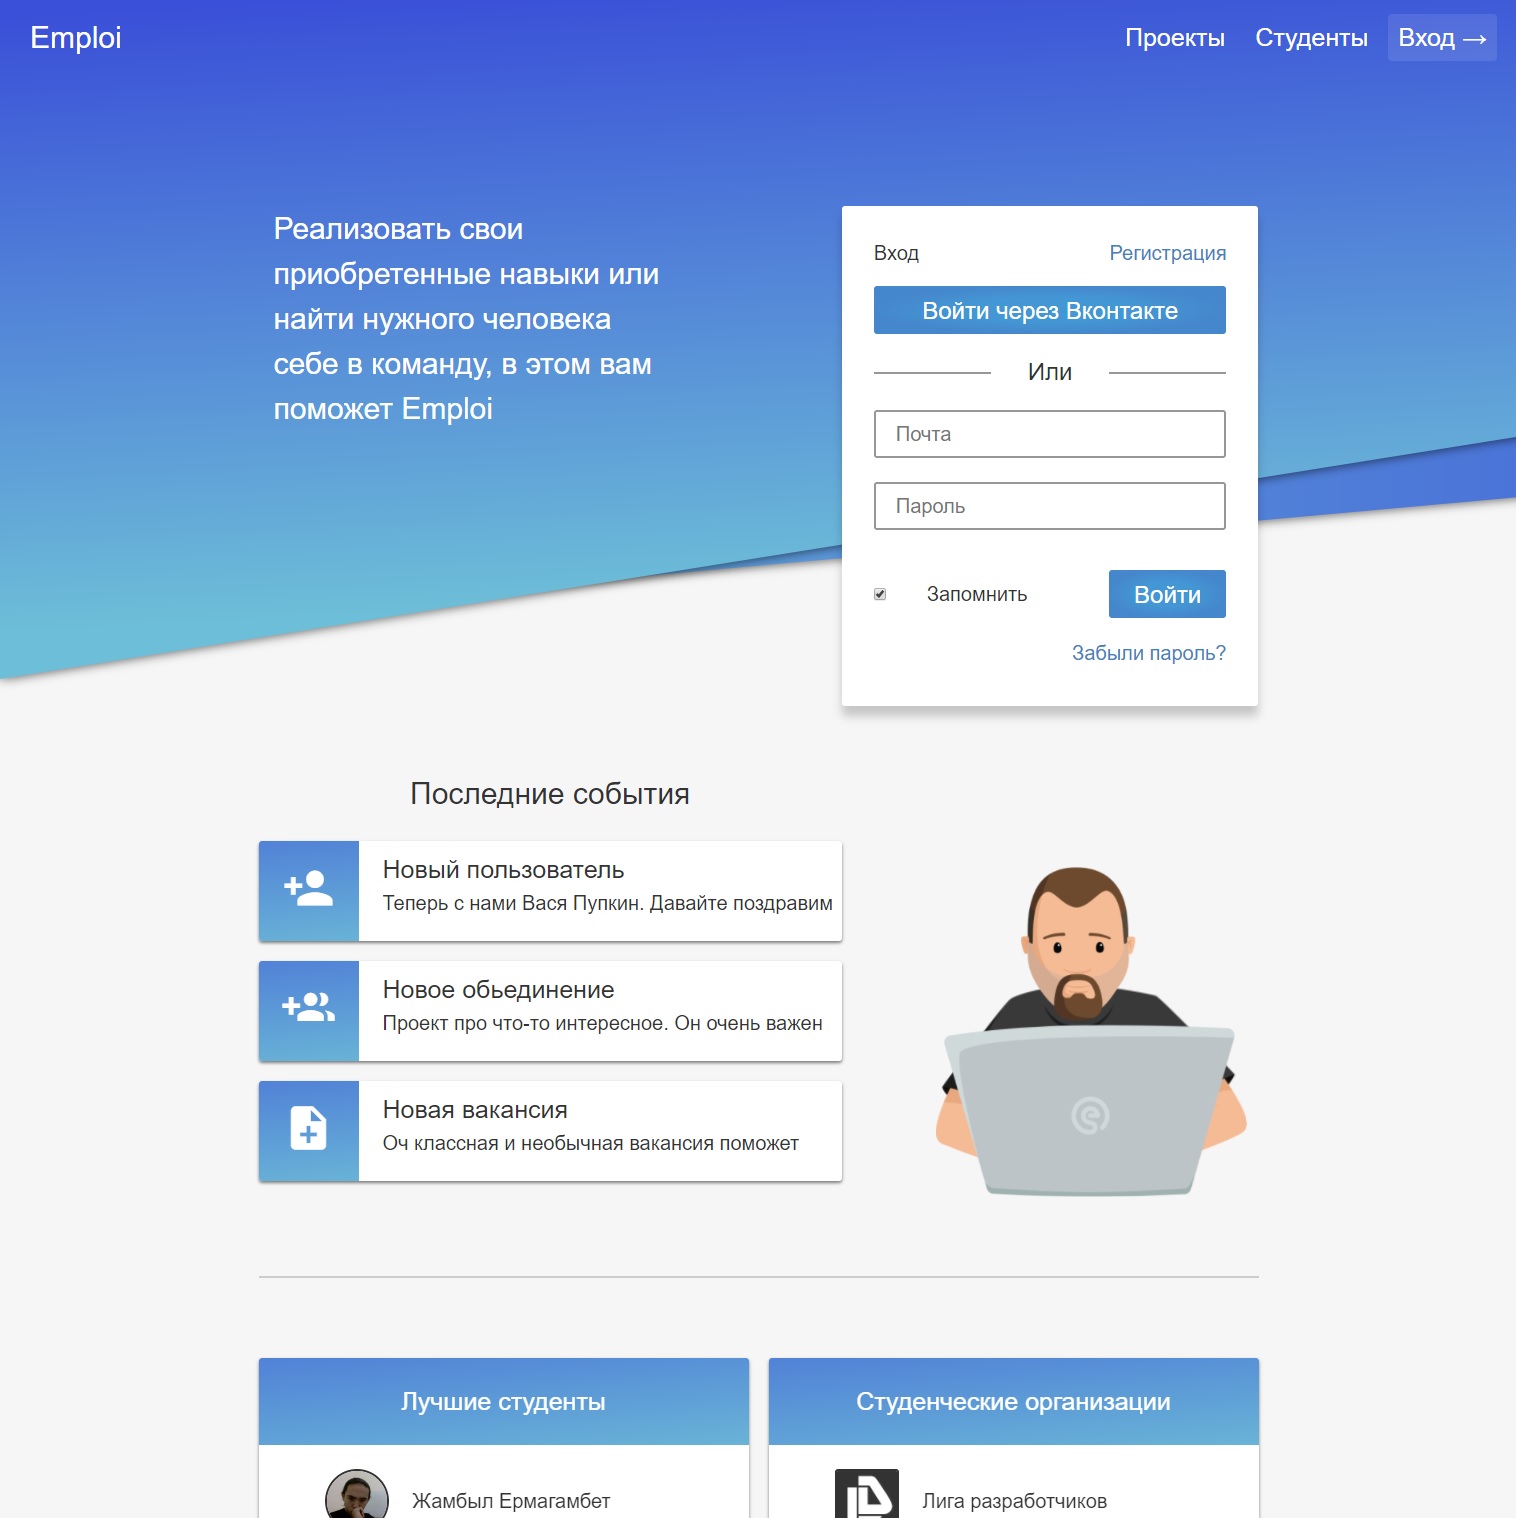 Emploi
Проекты
Студенты
Вход →
Реализовать свои
приобретенные навыки или
найти нужного человека
себе в команду, в этом вам
поможет Emploi
Вход
Регистрация
Войти через Вконтакте
Или
Почта
Пароль
Запомнить
Войти
Забыли пароль?
Последние события
Новый пользователь
Теперь с нами Вася Пупкин. Давайте поздравим
Новое обьединение
Проект про что-то интересное. Он очень важен
Новая вакансия
Оч классная и необычная вакансия поможет
Лучшие студенты
Студенческие организации
Жамбыл Ермагамбет
Лига разработчиков